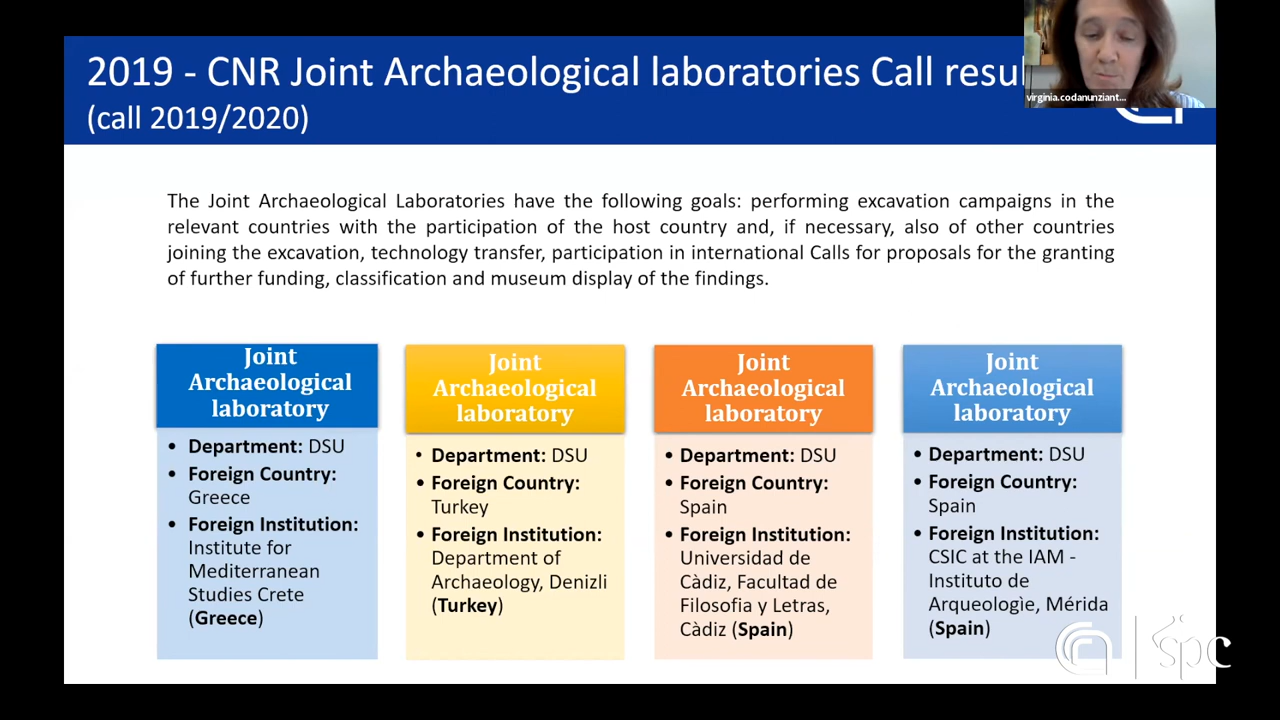 2019 - CNR Joint Archaeological laboratories Call resu
(call 2019/2020)
virginia.codanunziant...
The Joint Archaeological Laboratories have the following goals: performing excavation campaigns in the
relevant countries with the participation of the host country and, if necessary, also of other countries
joining the excavation, technology transfer, participation in international Calls for proposals for the granting
of further funding, classification and museum display of the findings.
Joint
Archaeological
laboratory
• Department: DSU
• Foreign Country:
Greece
• Foreign Institution:
Institute for
Mediterranean
Studies Crete
(Greece)
Joint
Archaeological
laboratory
• Department: DSU
• Foreign Country:
Turkey
• Foreign Institution:
Department of
Archaeology, Denizli
(Turkey)
Joint
Archaeological
laboratory
• Department: DSU
• Foreign Country:
Spain
• Foreign Institution:
Universidad de
Càdiz, Facultad de
Filosofia y Letras,
Càdiz (Spain)
Joint
Archaeological
laboratory
• Department: DSU
• Foreign Country:
Spain
• Foreign Institution:
CSIC at the IAM -
Instituto de
Arqueologìe, Mérida
(Spain)
spc